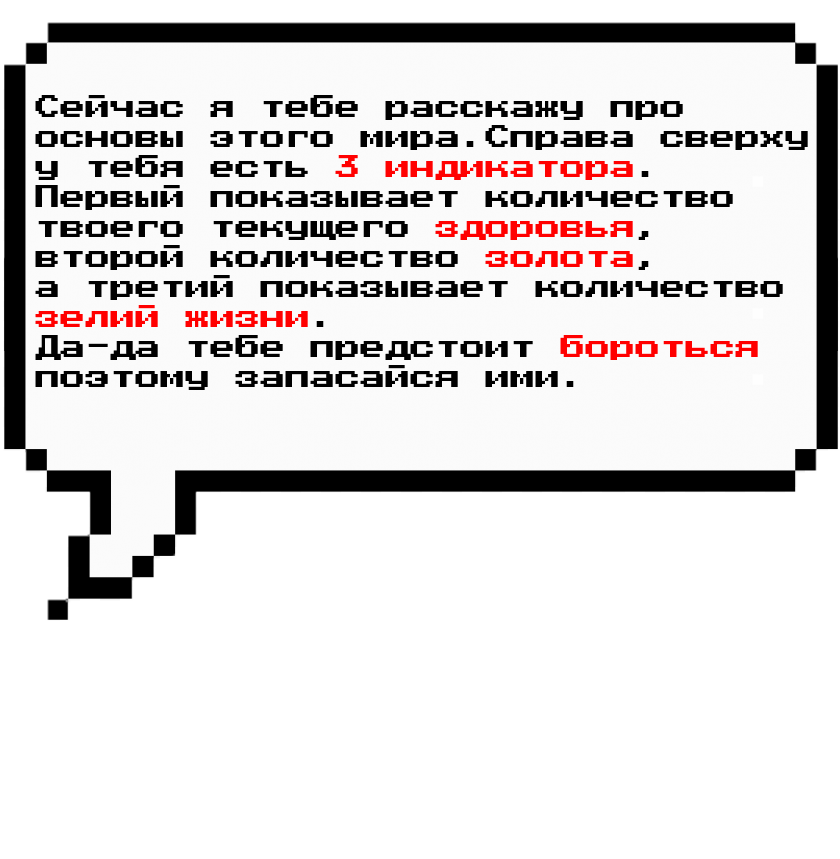 Сейчас я тебе расскажу про
основы этого мира.Справа сверху
у тебя есть 3 индикатора.
Первый показывает количество
твоего текущего здоровья,
второй количество золота,
а третий показывает количество
зелий жизни.
Да-да тебе предстоит бороться
поэтому запасайся ими.